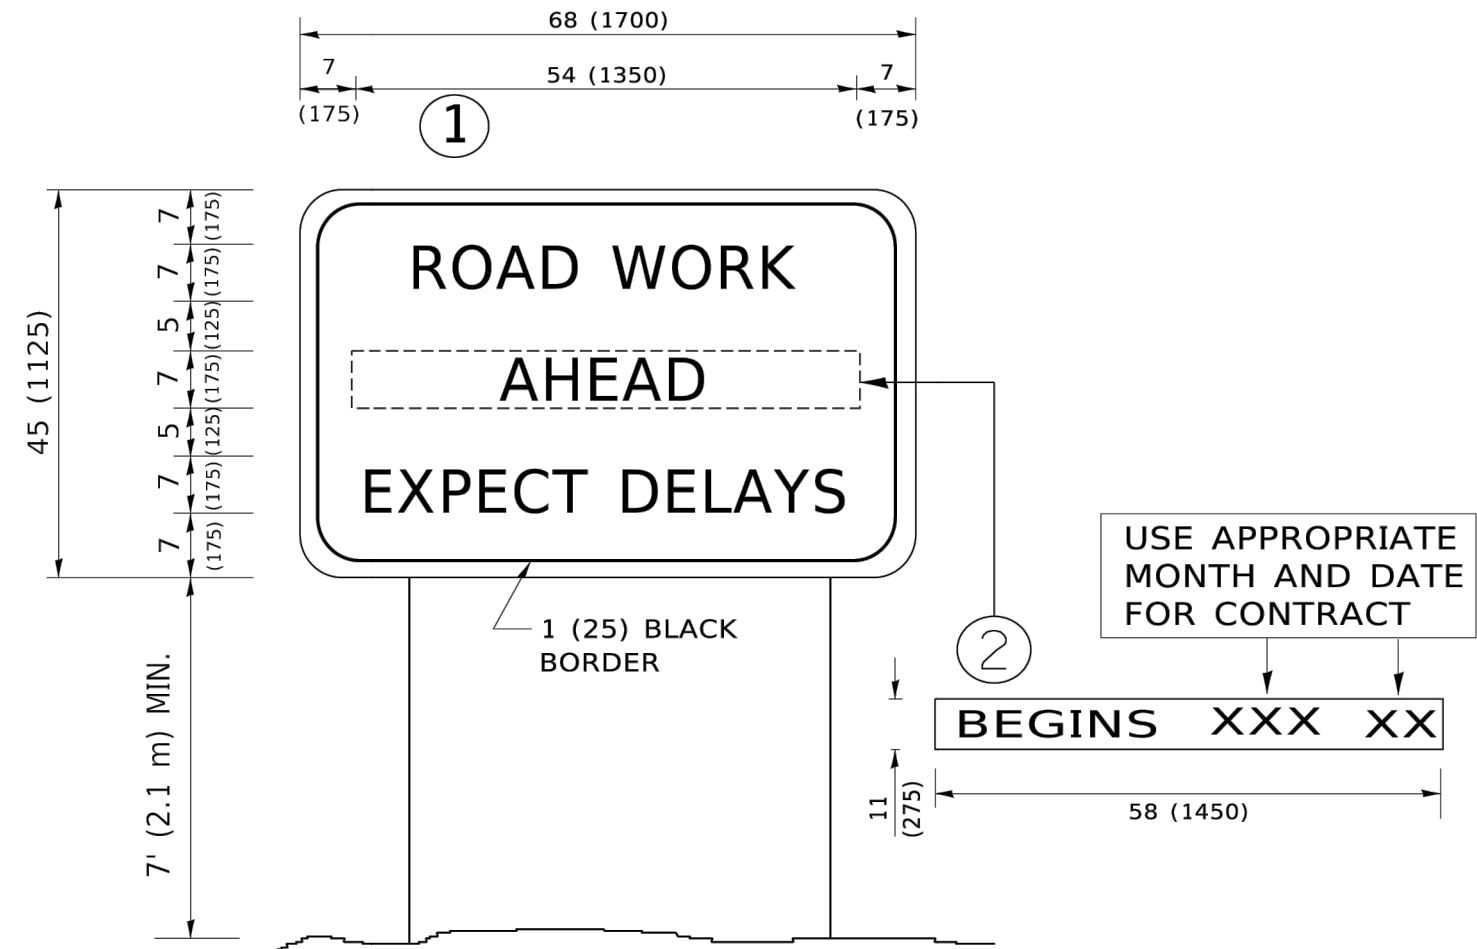 68 (1700)
7
54 (1350)
7
(175)
(175)
1
7
(175)
7
(175)
5
(125)
7
(175)
5
(125)
7
(175)
7
(175)
45 (1125)
ROAD WORK
AHEAD
EXPECT DELAYS
1 (25) BLACK
BORDER
7' (2.1 m) MIN.
USE APPROPRIATE
MONTH AND DATE
FOR CONTRACT
2
BEGINS XXX XX
11
(275)
58 (1450)